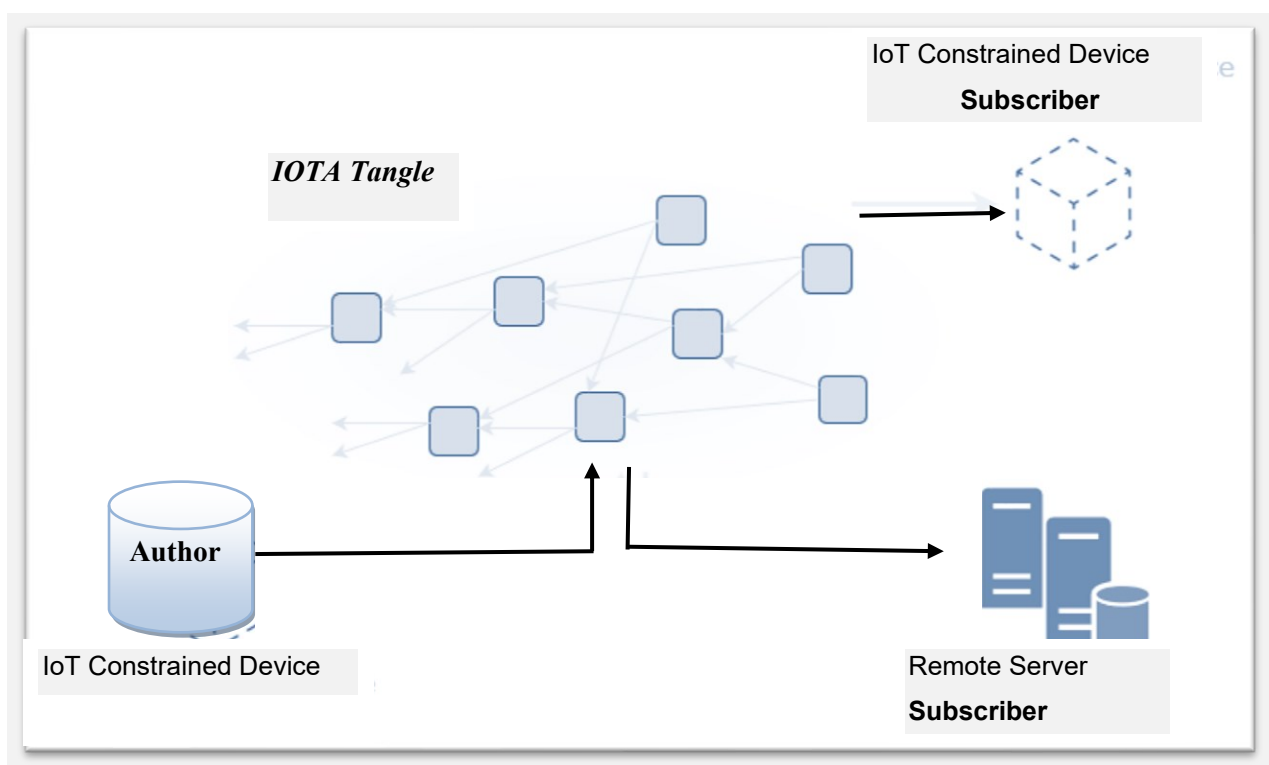 IoT Constrained Device
Subscriber
IOTA Tangle
Author
IoT Constrained Device
Remote Server
Subscriber